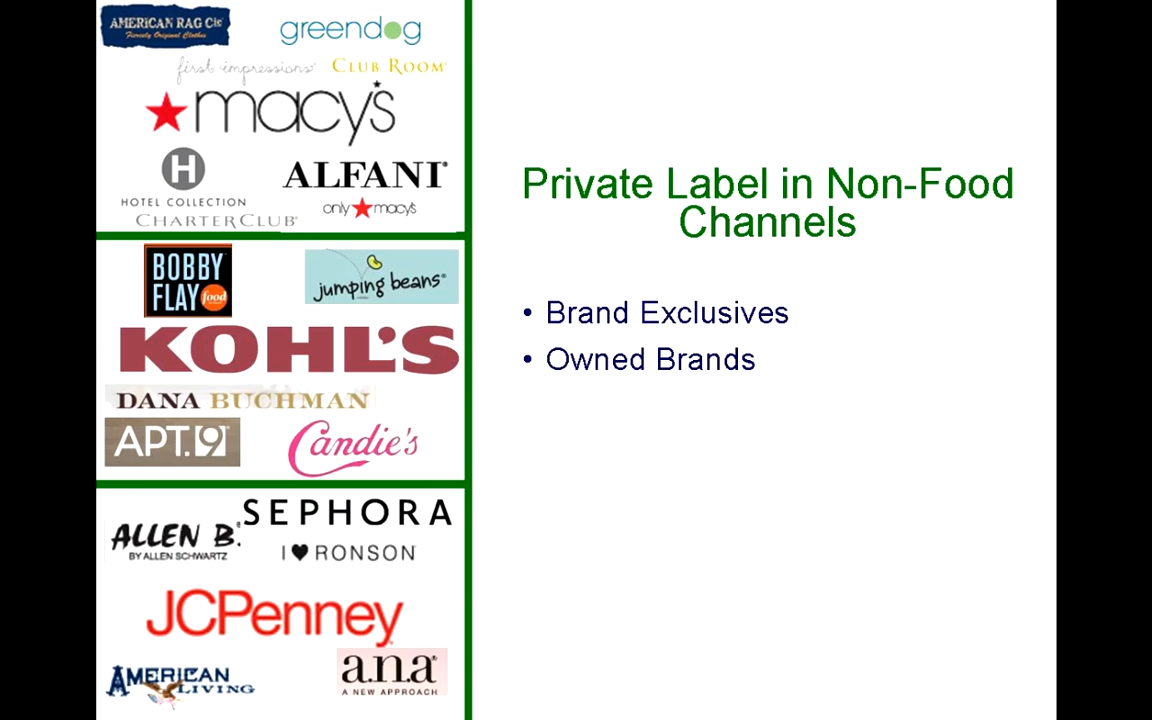 AMERICAN RAG Cie
Fiercely Original Clothes
greendog
first impressions®
CLUB ROOM®
macy's
H
HOTEL COLLECTION
ALFANI®
CHARTER CLUB®
only macy's
Private Label in Non-Food
Channels
• Brand Exclusives
• Owned Brands
BOBBY
FLAY
food
jumping beans®
KOHL'S
DANA BUCHMAN
APT. 9®
Candie's
SEPHORA
ALLEN B.®
BY ALLEN SCHWARTZ
I ♥ RONSON
JCPenney
AMERICAN
LIVING
a.n.a®
A NEW APPROACH